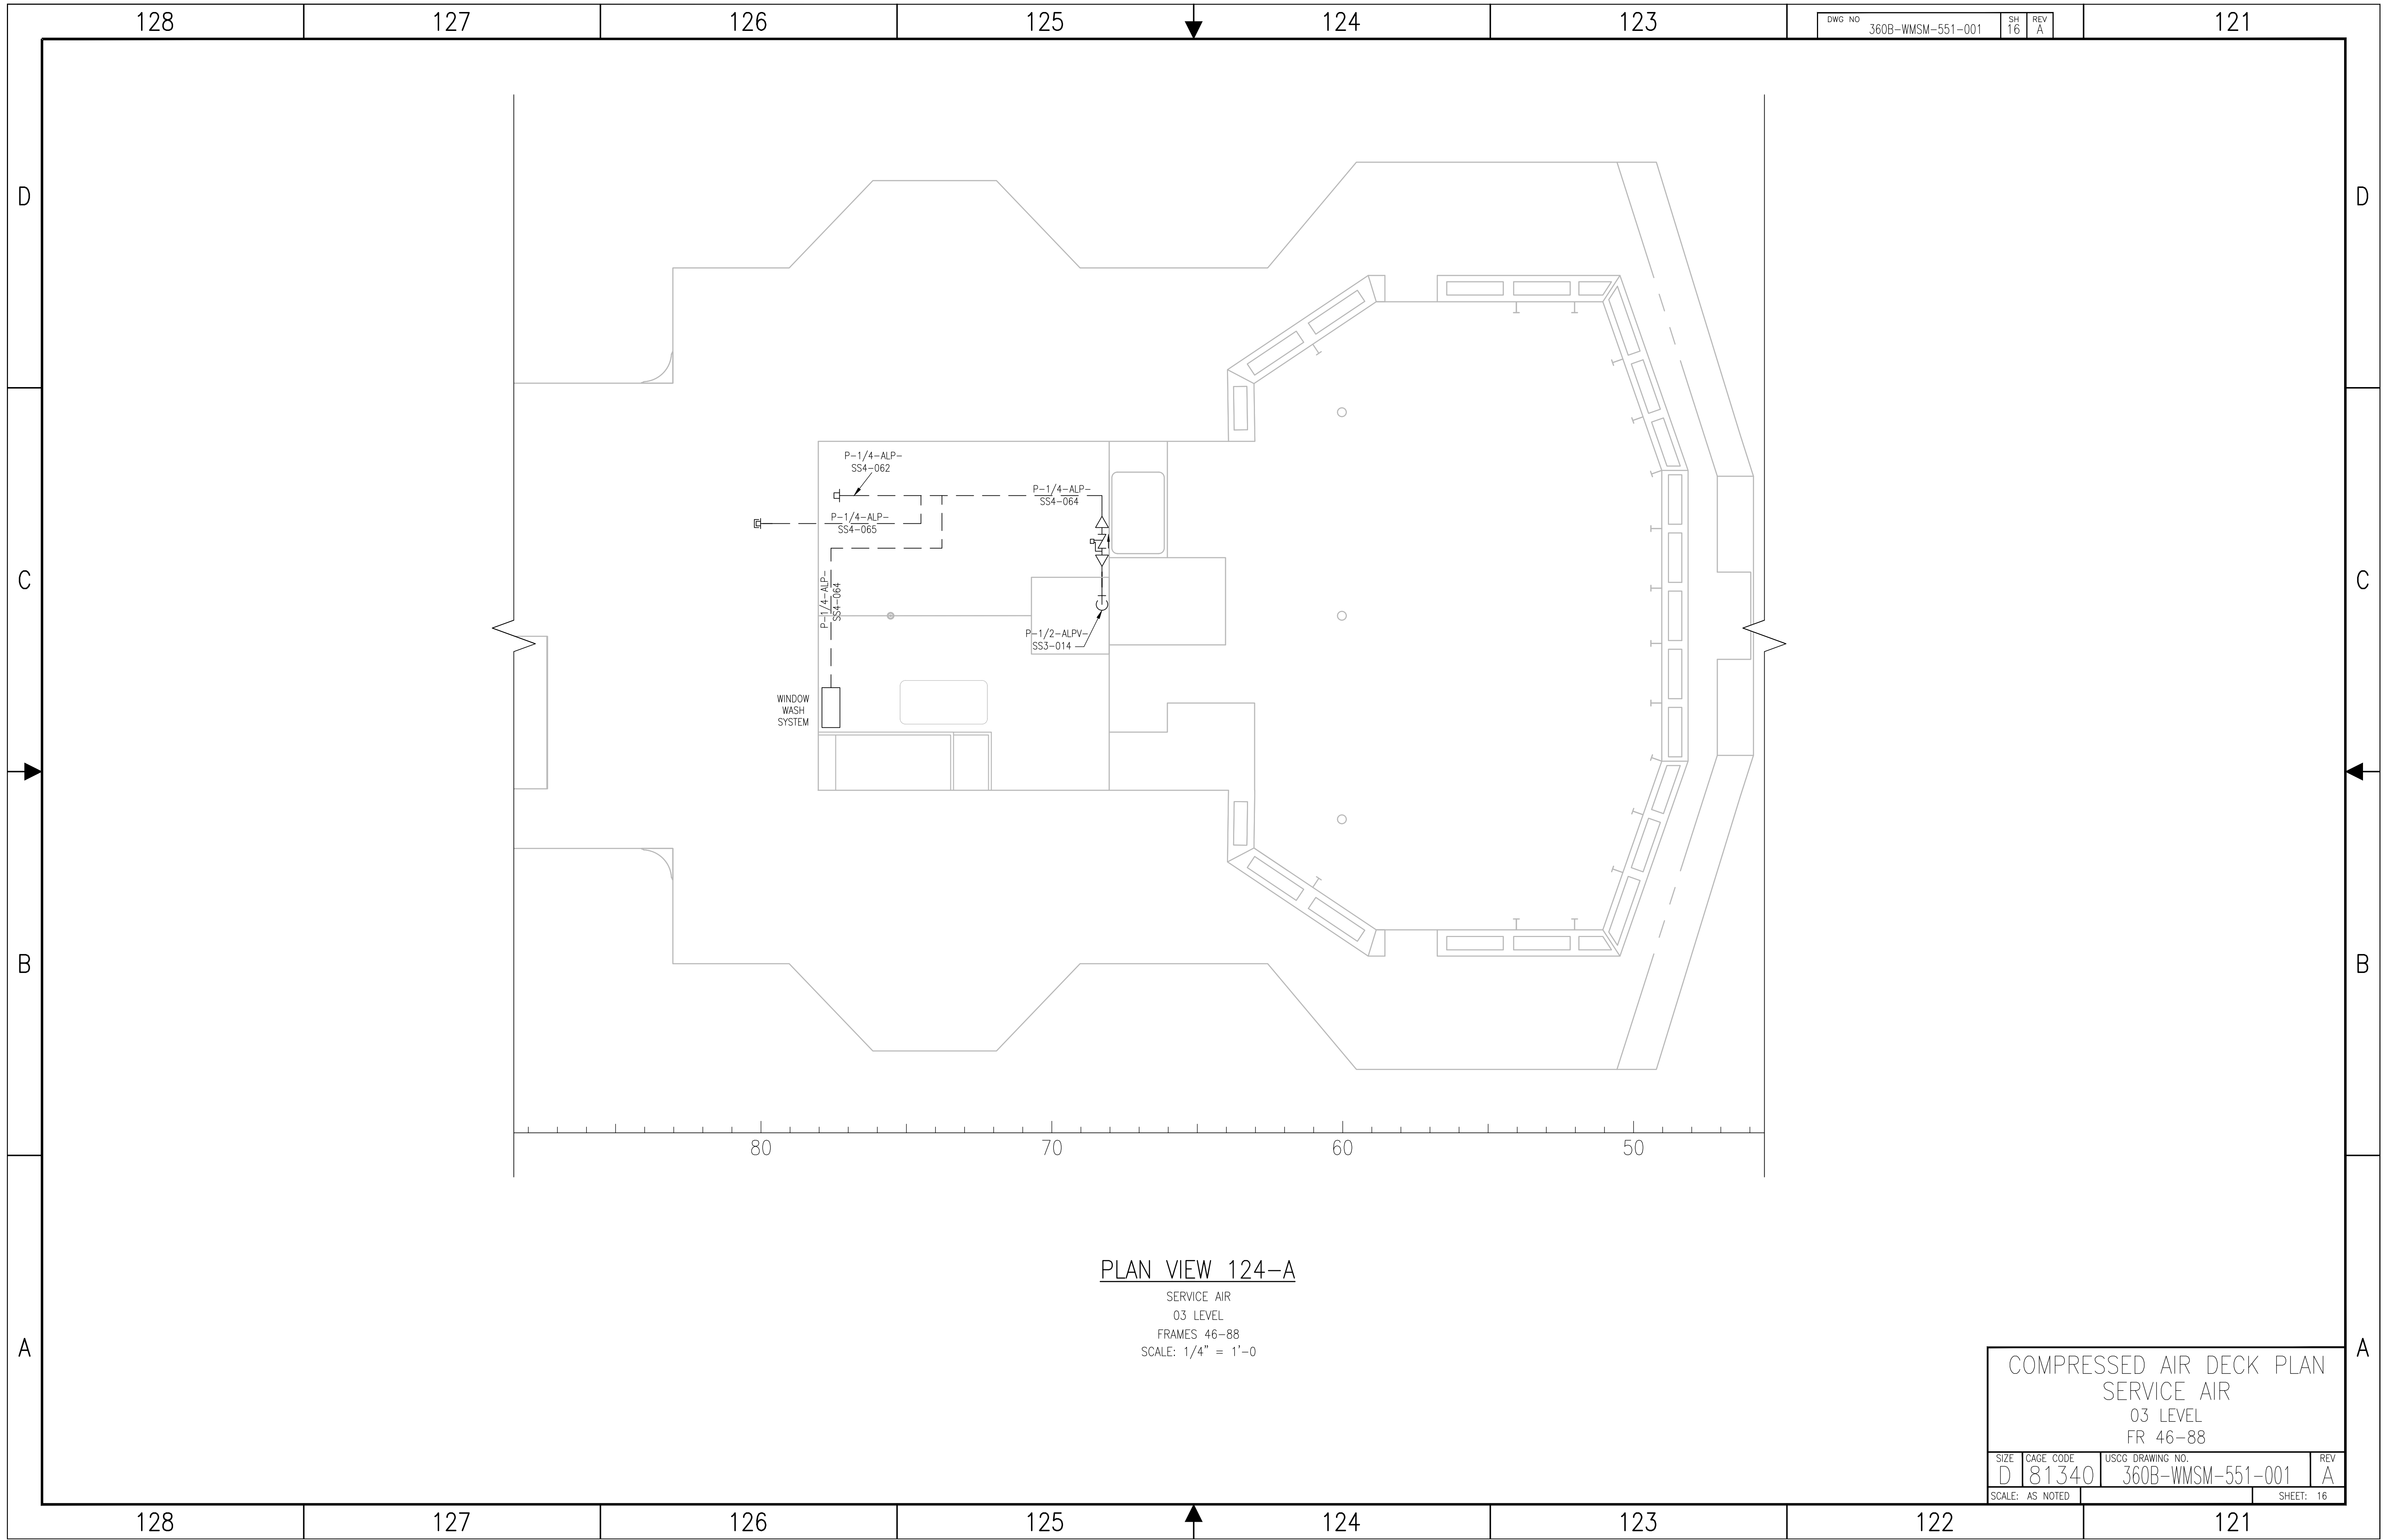 128
127
126
125
124
123
DWG NO
360B-WMSM-551-001
SH
16
REV
A
121
D
D
P-1/4-ALP-
SS4-062
P-1/4-ALP-
SS4-064
P-1/4-ALP-
SS4-065
C
C
P-1/4-ALP-
SS4-064
P-1/2-ALPV-
SS3-014
WINDOW
WASH
SYSTEM
B
B
80
70
60
50
PLAN VIEW 124-A
SERVICE AIR
03 LEVEL
FRAMES 46-88
SCALE: 1/4" = 1'-0
A
A
COMPRESSED AIR DECK PLAN
SERVICE AIR
03 LEVEL
FR 46-88
SIZE
D
CAGE CODE
81340
USCG DRAWING NO.
360B-WMSM-551-001
REV
A
SCALE: AS NOTED
SHEET: 16
128
127
126
125
124
123
122
121